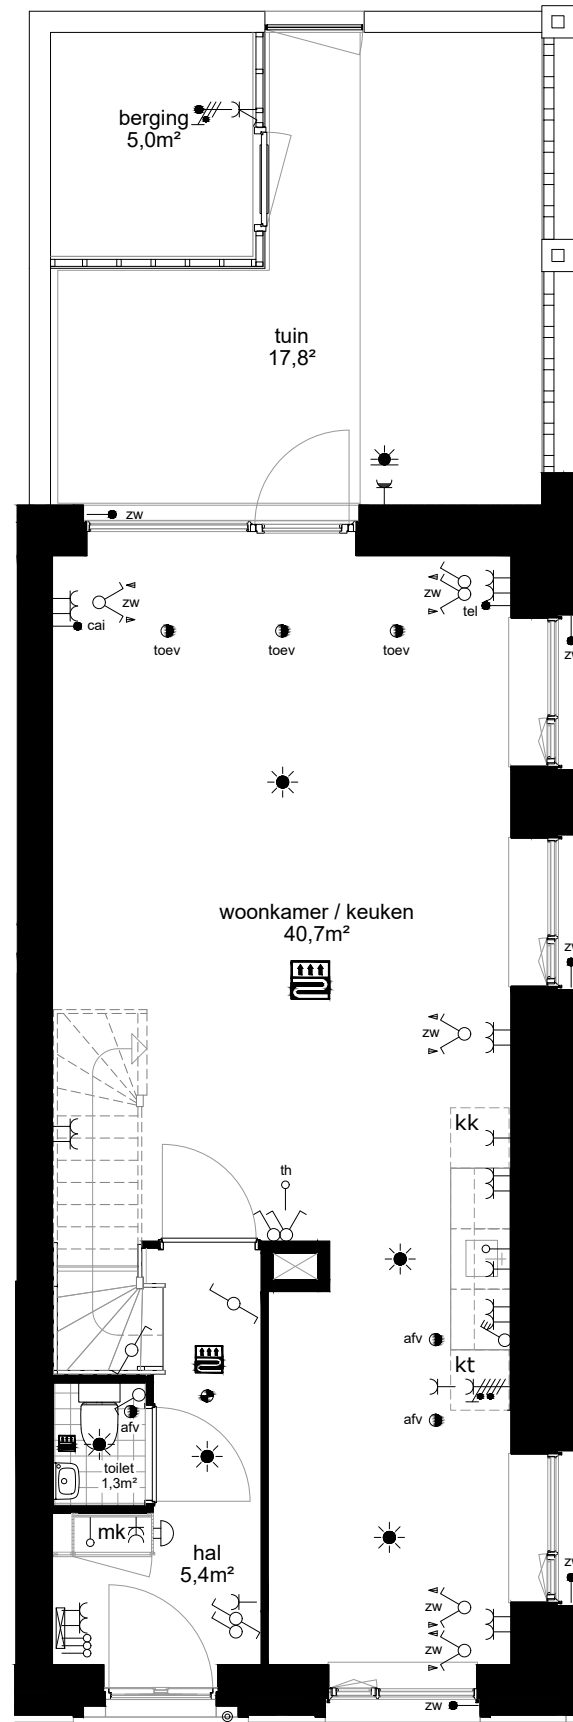 berging
5,0m²
tuin
17,8²
zw
zw
cai
zw
tel
toev
toev
toev
zw
woonkamer / keuken
40,7m²
zw
zw
kk
th
afv
kt
afv
afv
toilet
1,3m²
mk
hal
5,4m²
zw
zw
zw
zw